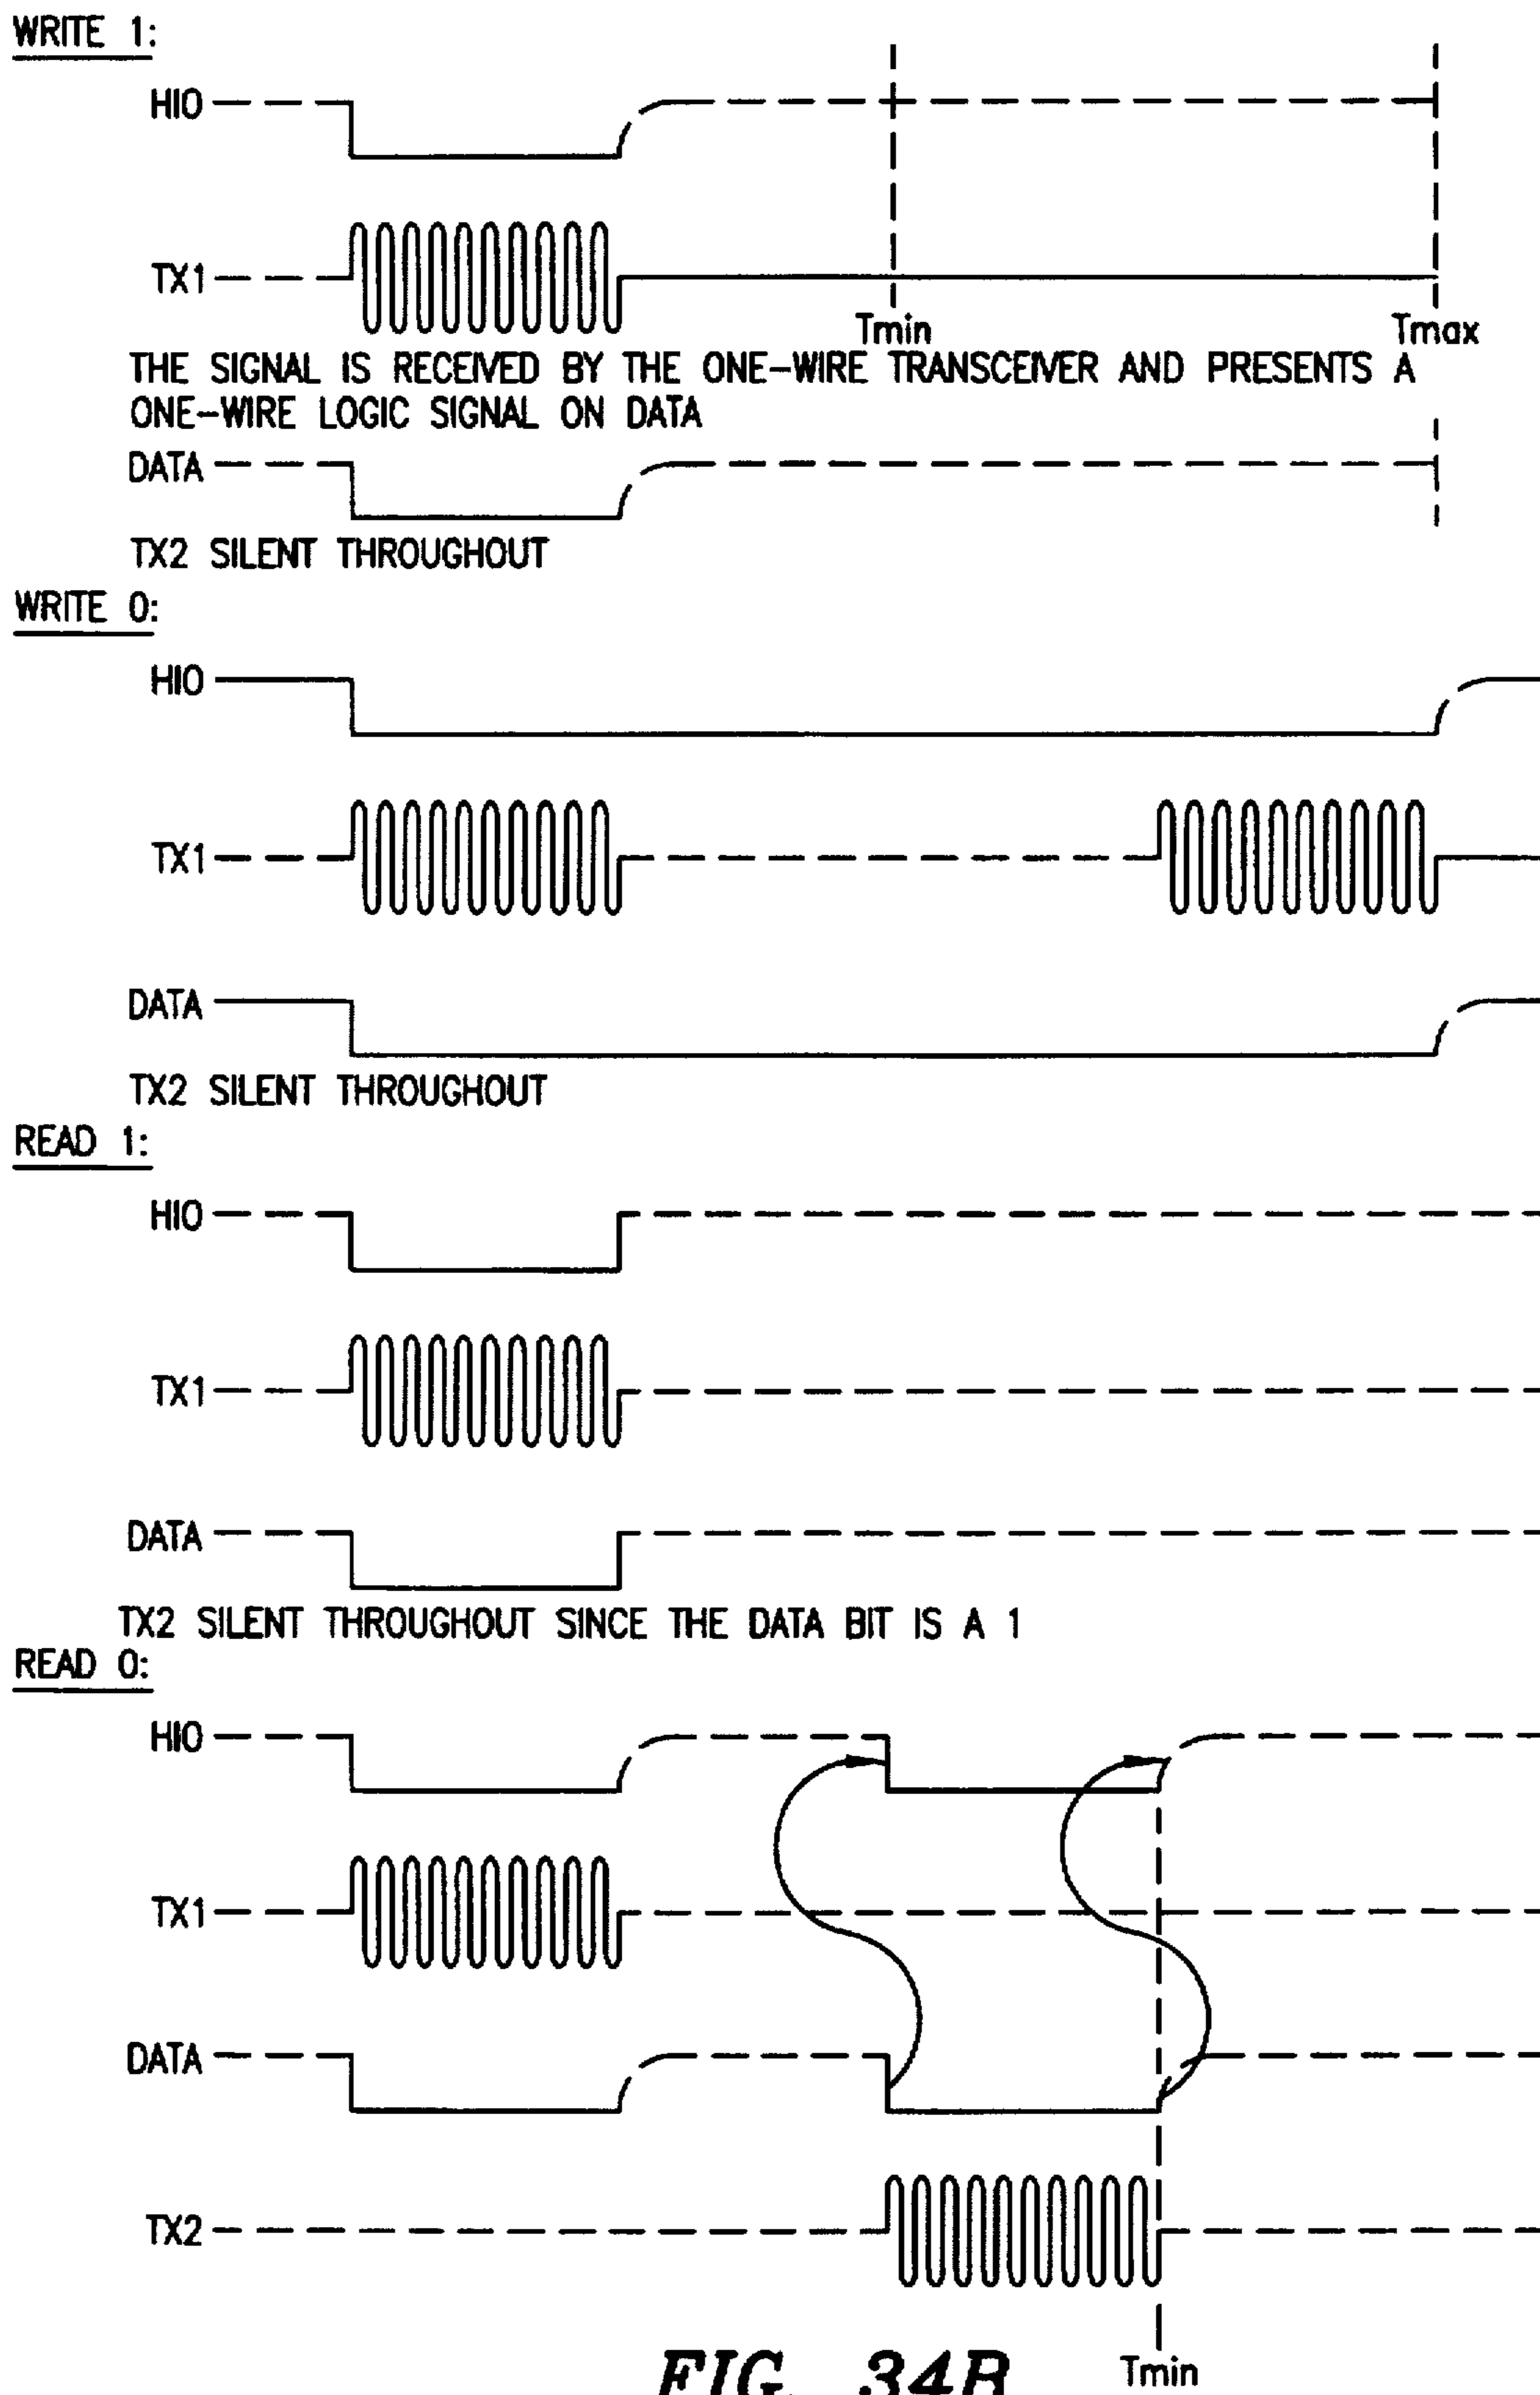 WRITE 1:
HIO
TX1
Tmin
Tmax
THE SIGNAL IS RECEIVED BY THE ONE-WIRE TRANSCEIVER AND PRESENTS A
ONE-WIRE LOGIC SIGNAL ON DATA
DATA
TX2 SILENT THROUGHOUT
WRITE 0:
HIO
TX1
DATA
TX2 SILENT THROUGHOUT
READ 1:
HIO
TX1
DATA
TX2 SILENT THROUGHOUT SINCE THE DATA BIT IS A 1
READ 0:
HIO
TX1
DATA
TX2
Tmin
FIG. 34B